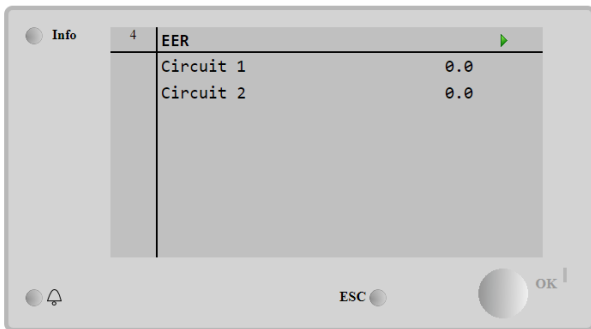 Info
4 EER
Circuit 1 0.0
Circuit 2 0.0
ESC
OK